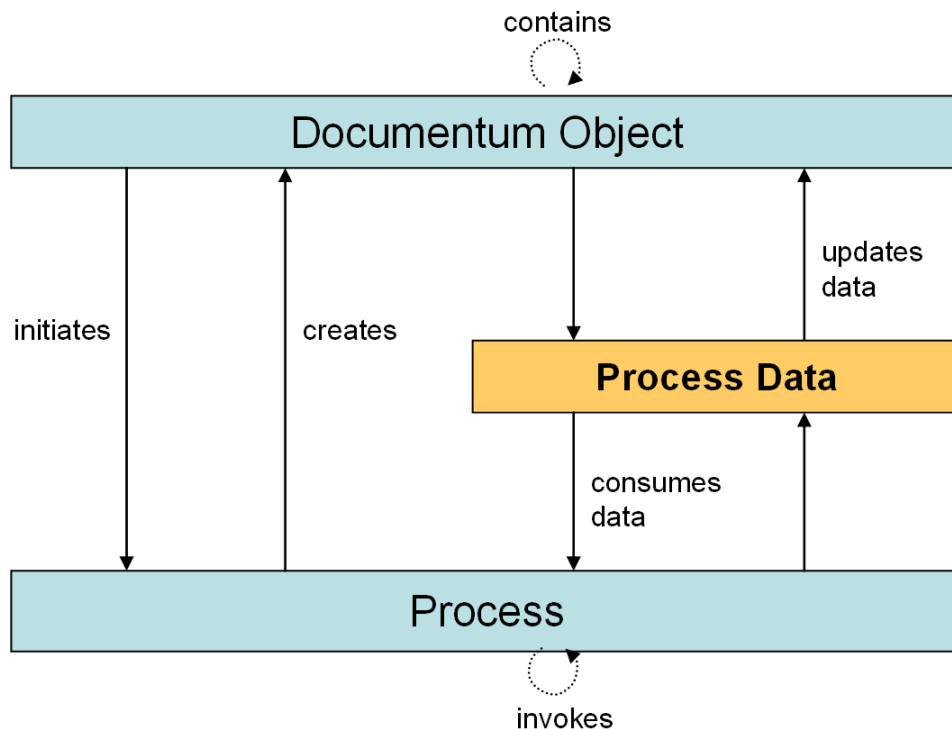 contains
Documentum Object
updates
data
initiates
creates
Process Data
consumes
data
Process
invokes